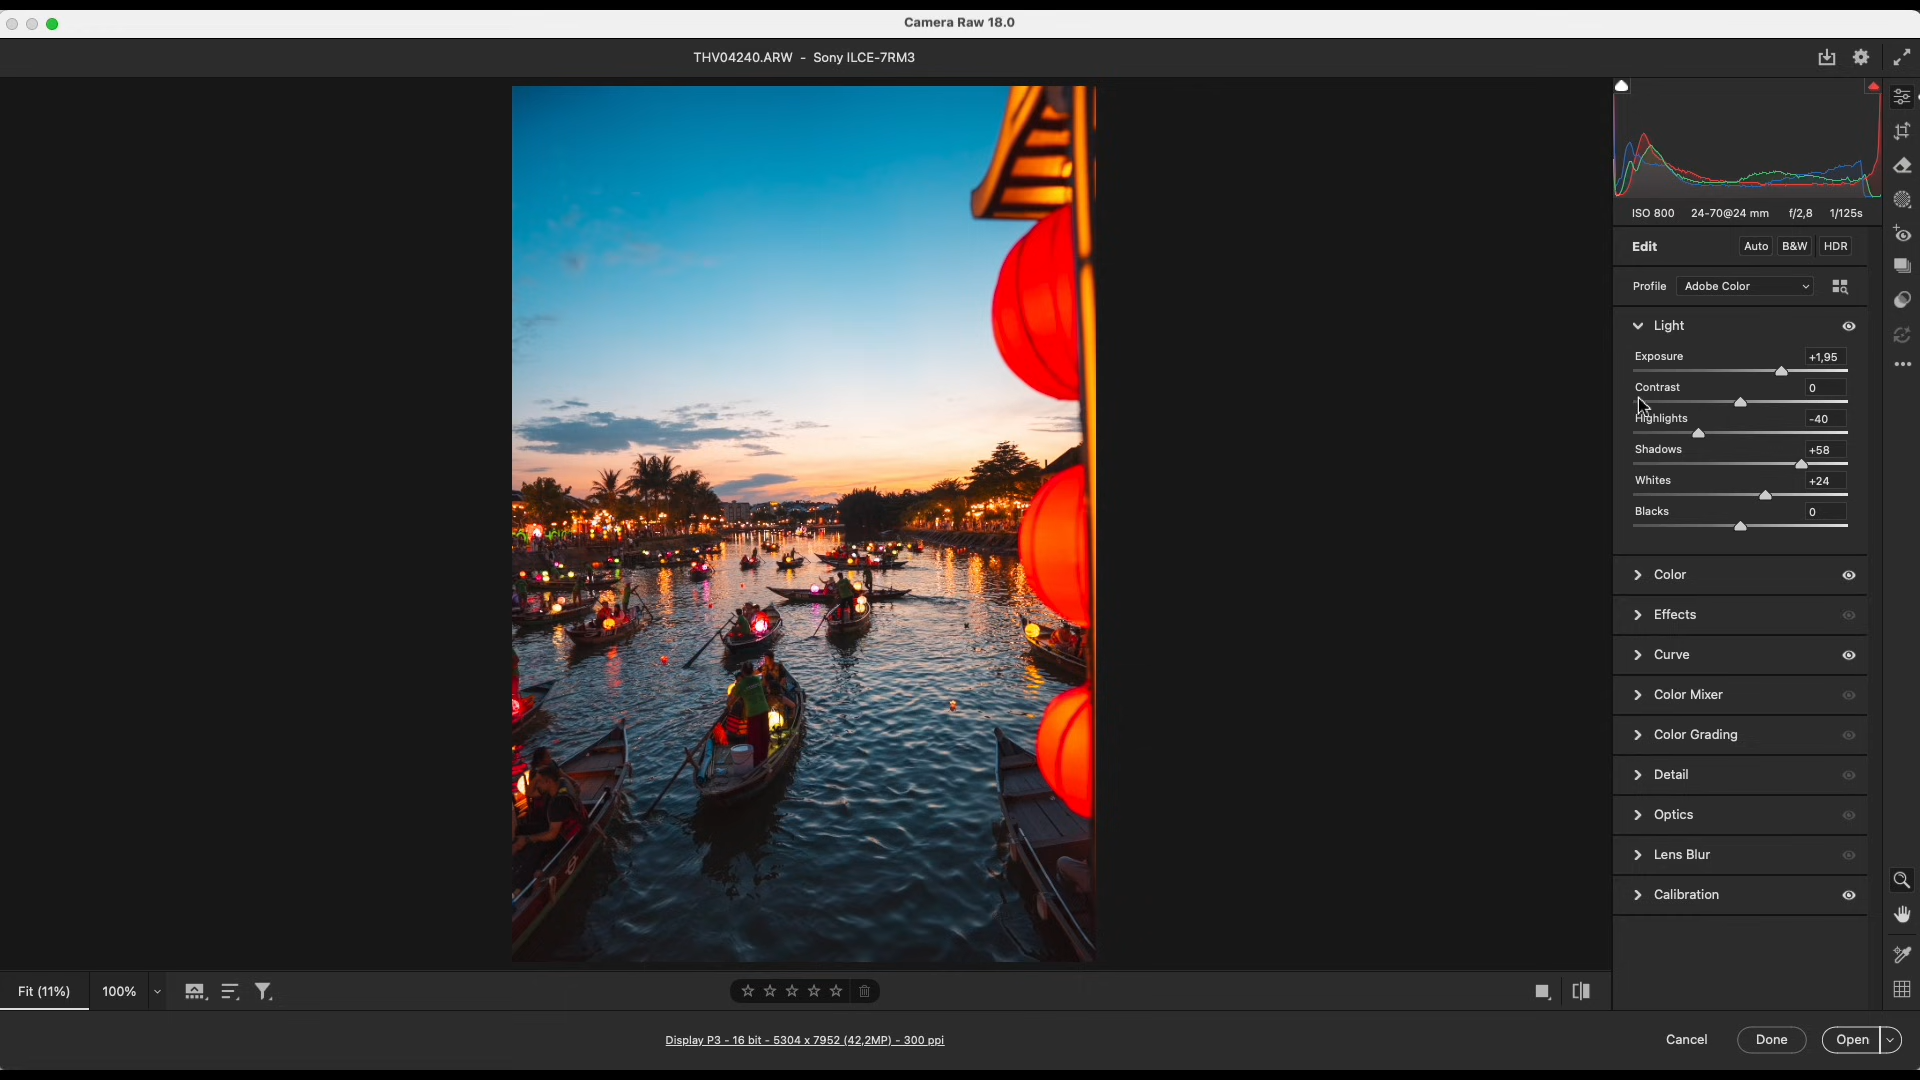 Camera Raw 18.0
THV04240.ARW - Sony ILCE-7RM3
ISO 800 24-70@24 mm f/2,8 1/125s
Edit Auto B&W HDR
Profile Adobe Color
Light
Exposure +1,95
Contrast 0
Highlights -40
Shadows +58
Whites +24
Blacks 0
Color
Effects
Curve
Color Mixer
Color Grading
Detail
Optics
Lens Blur
Calibration
Fit (11%) 100%
Display P3 - 16 bit - 5304 x 7952 (42,2MP) - 300 ppi
Cancel Done Open